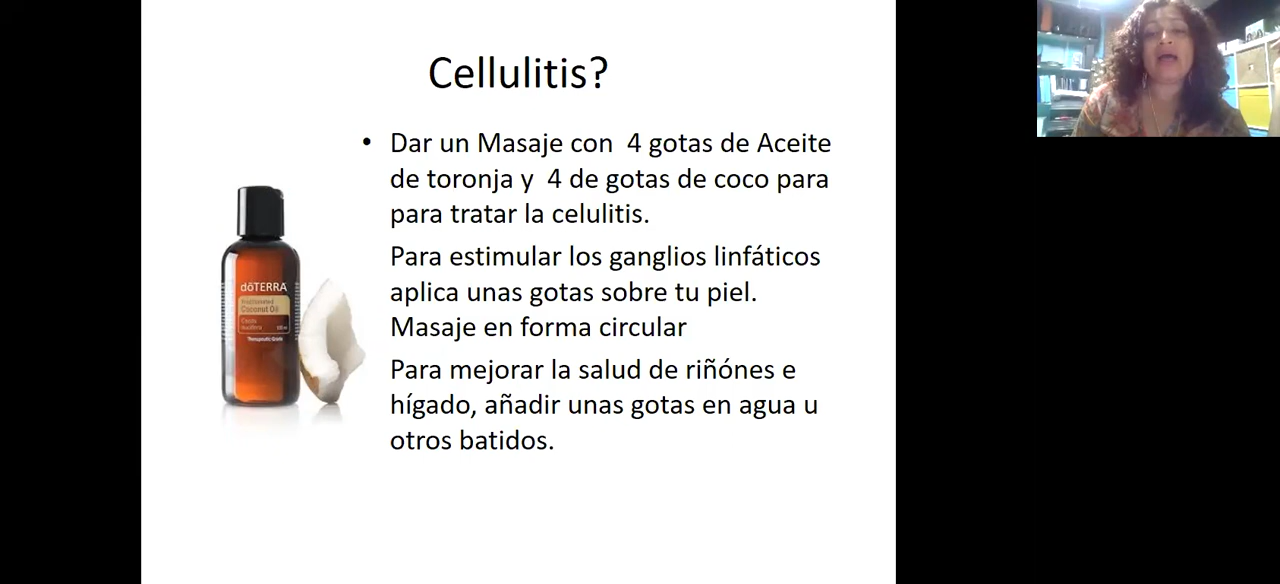 Cellulitis?
• Dar un Masaje con 4 gotas de Aceite
de toronja y 4 de gotas de coco para
para tratar la celulitis.
Para estimular los ganglios linfáticos
aplica unas gotas sobre tu piel.
Masaje en forma circular
Para mejorar la salud de riñónes e
hígado, añadir unas gotas en agua u
otros batidos.
dōTERRA
Fractionated
Coconut Oil